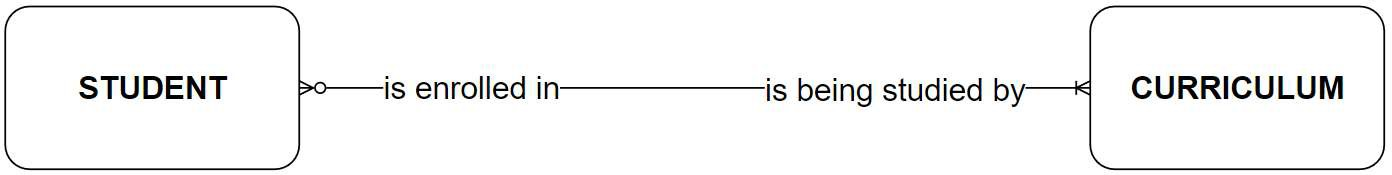 STUDENT is enrolled in is being studied by CURRICULUM